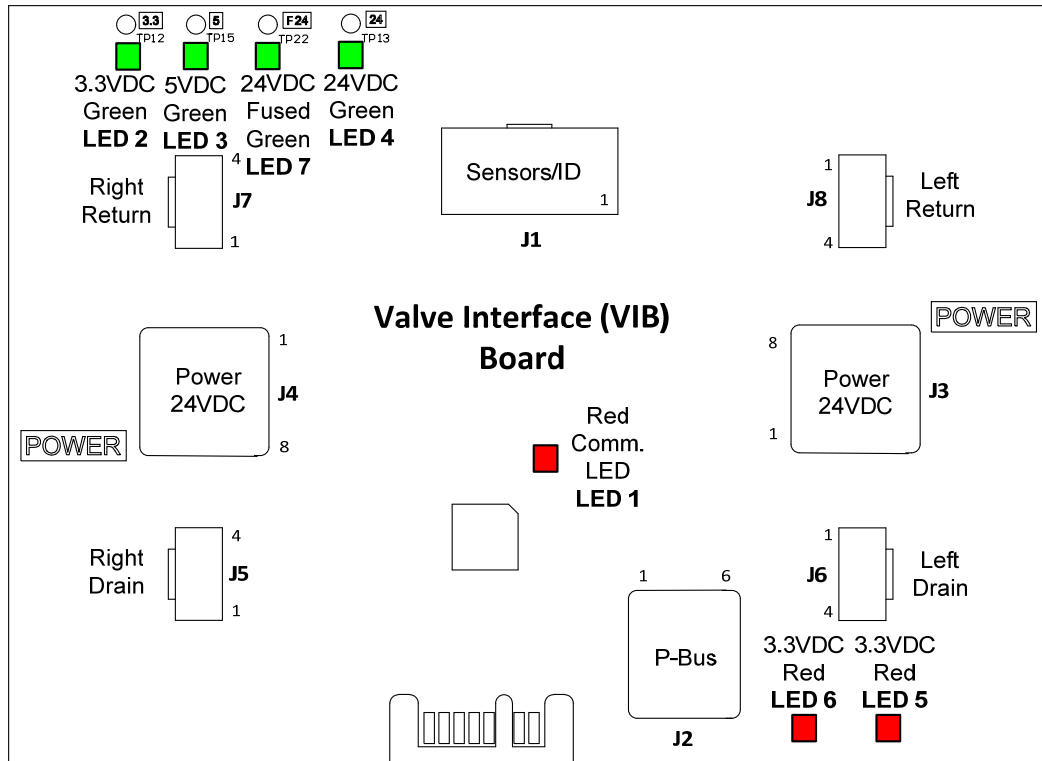 3.3
5
F24
24
TP12
TP15
TP22
TP13
3.3VDC
Green
LED 2
5VDC
Green
LED 3
24VDC
Fused
Green
LED 7
24VDC
Green
LED 4
Right
Return
4
J7
1
Sensors/ID
1
J1
1
J8
4
Left
Return
Valve Interface (VIB)
Board
POWER
Power
24VDC
1
J4
8
POWER
8
1
Power
24VDC
J3
Red
Comm.
LED
LED 1
Right
Drain
4
J5
1
1
J6
4
Left
Drain
1
6
P-Bus
J2
3.3VDC
Red
LED 6
3.3VDC
Red
LED 5